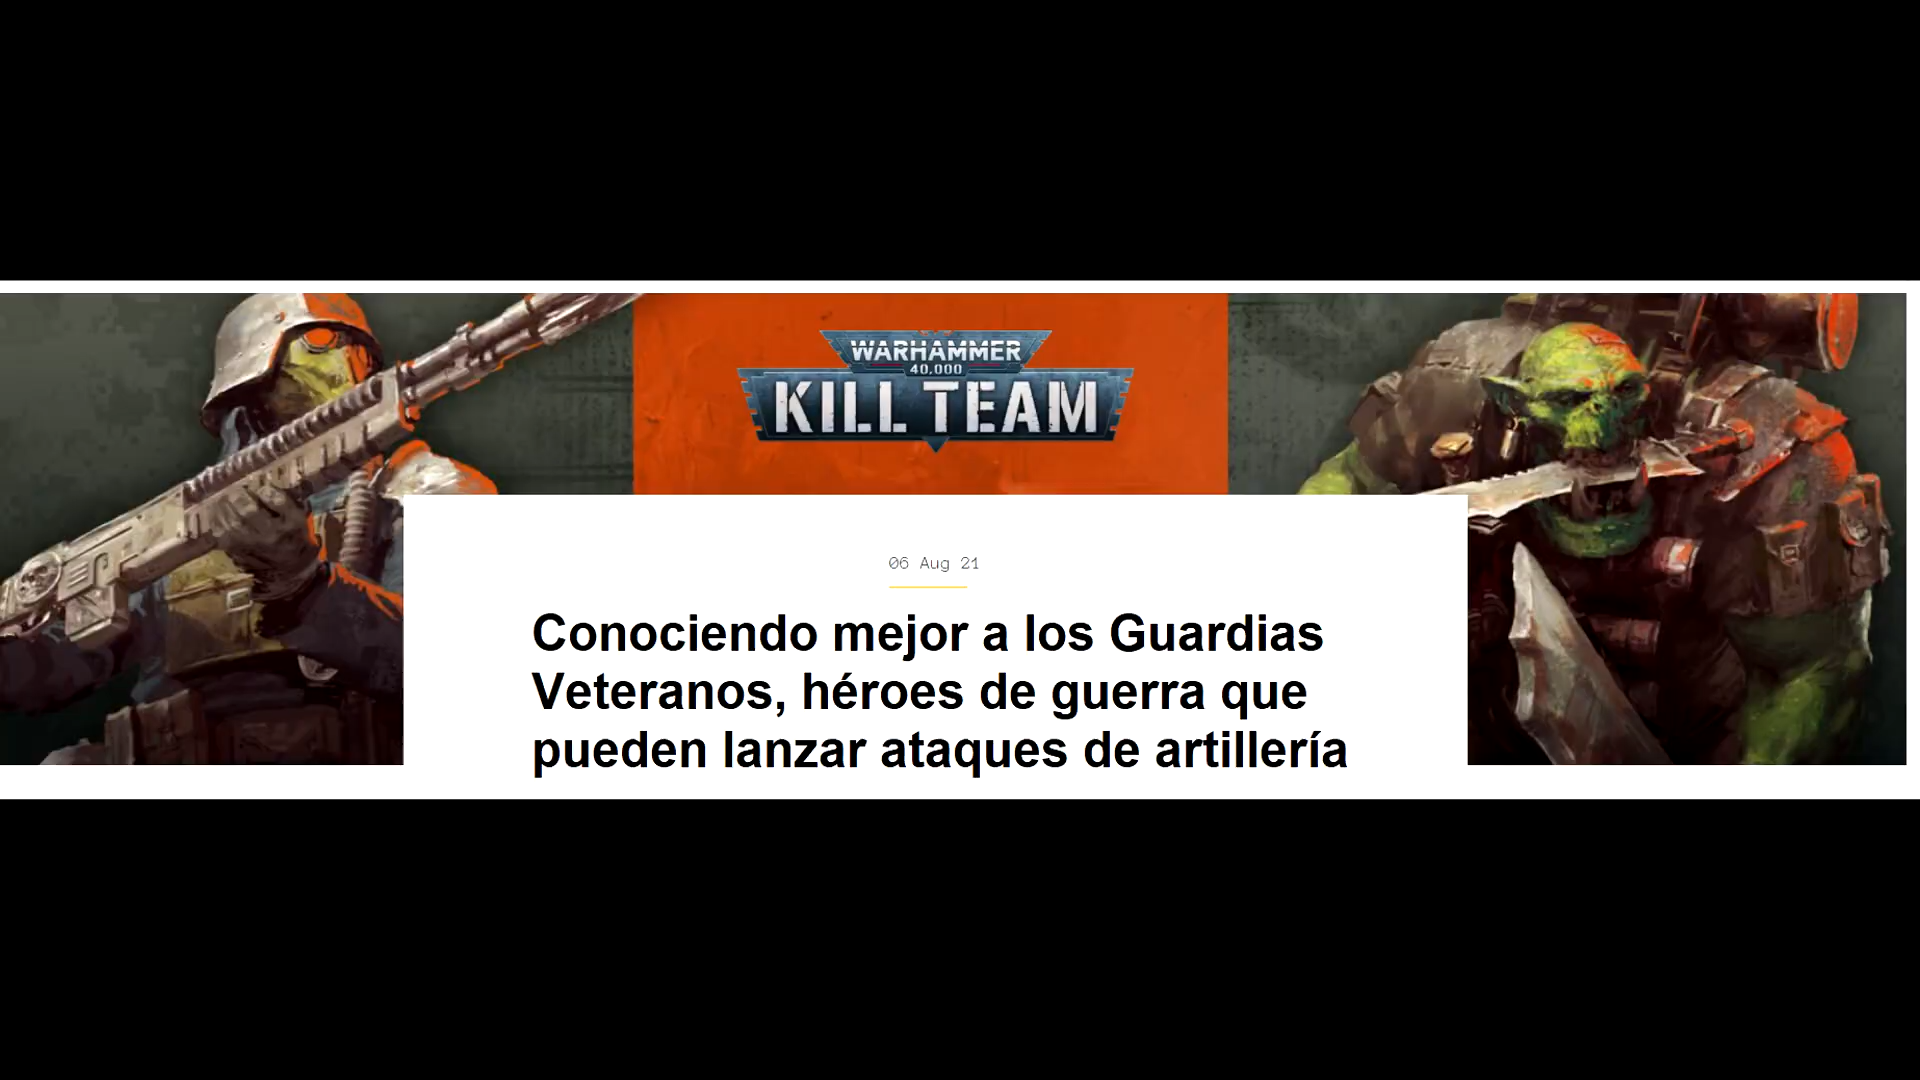 WARHAMMER
40,000
KILL TEAM
06 Aug 21
Conociendo mejor a los Guardias
Veteranos, héroes de guerra que
pueden lanzar ataques de artillería